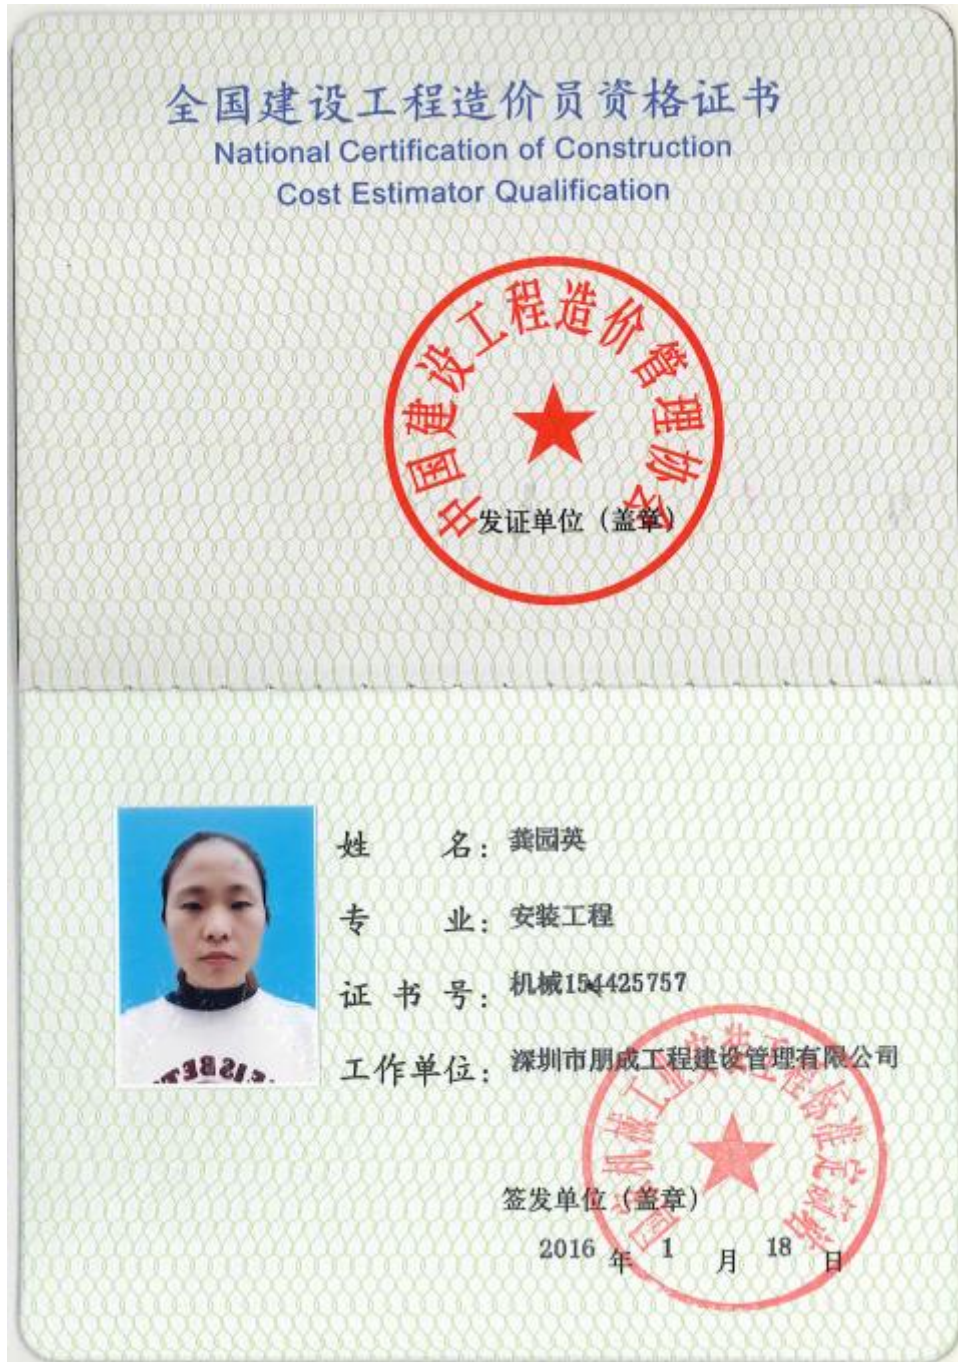 全国建设工程造价员资格证书
National Certification of Construction
Cost Estimator Qualification
中国建设工程造价管理协会
发证单位（盖章）
姓 名：龚园英
专 业：安装工程
证 书 号：机械154425757
工作单位：深圳市朋成工程建设管理有限公司
签发单位（盖章）
2016 年 1 月 18 日